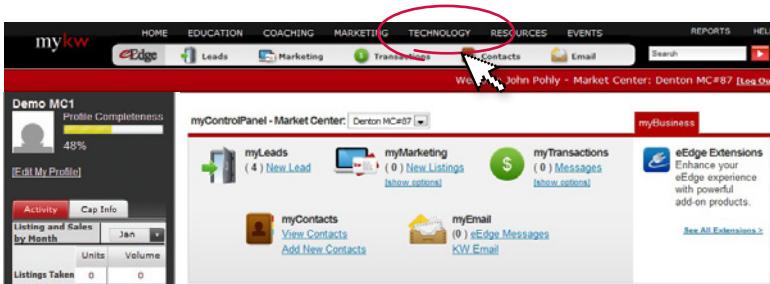 HOME EDUCATION COACHING MARKETING TECHNOLOGY RESOURCES EVENTS REPORTS HEL
mykw
eEdge Leads Marketing Transactions Contacts Email Search
John Pohly - Market Center: Denton MC#87 [Log Ou
Demo MC1
Profile Completeness
48%
[Edit My Profile]
Activity Cap Info
Listing and Sales
by Month Jan
Units Volume
Listings Taken 0 0
myControlPanel - Market Center: Denton MC#87
myBusiness
myLeads
(4) New Lead
myMarketing
(0) New Listings
[show options]
myTransactions
(0) Messages
[show options]
myContacts
View Contacts
Add New Contacts
myEmail
(0) eEdge Messages
KW Email
eEdge Extensions
Enhance your
eEdge experience
with powerful
add-on products.
See All Extensions >